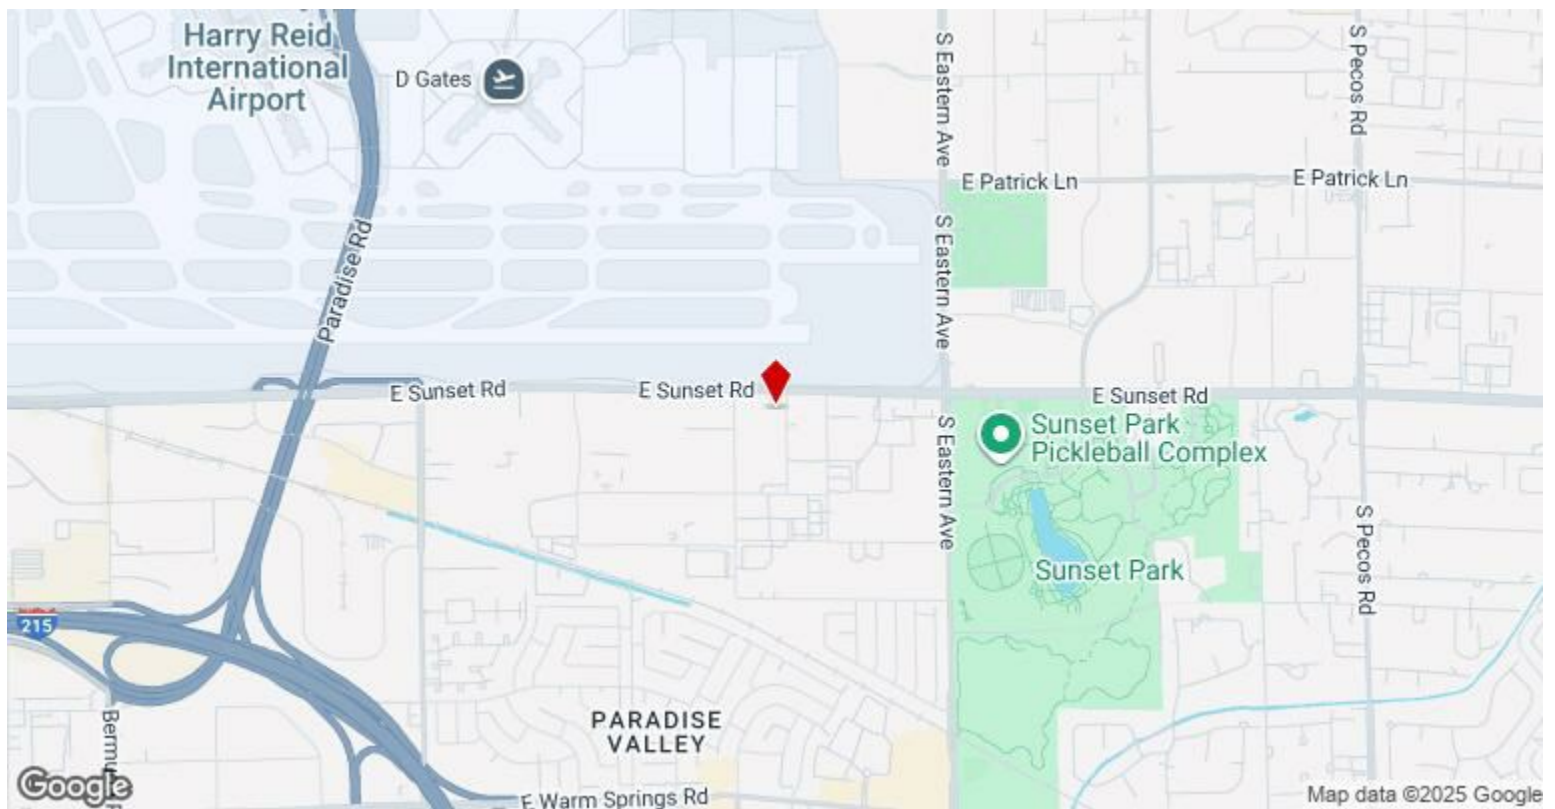 Harry Reid
International
Airport
D Gates
S Eastern Ave
S Pecos Rd
E Patrick Ln
E Patrick Ln
S Eastern Ave
Paradise Rd
E Sunset Rd
E Sunset Rd
E Sunset Rd
Sunset Park
Pickleball Complex
S Eastern Ave
S Pecos Rd
Sunset Park
215
PARADISE
VALLEY
E Warm Springs Rd
Google
Map data ©2025 Google